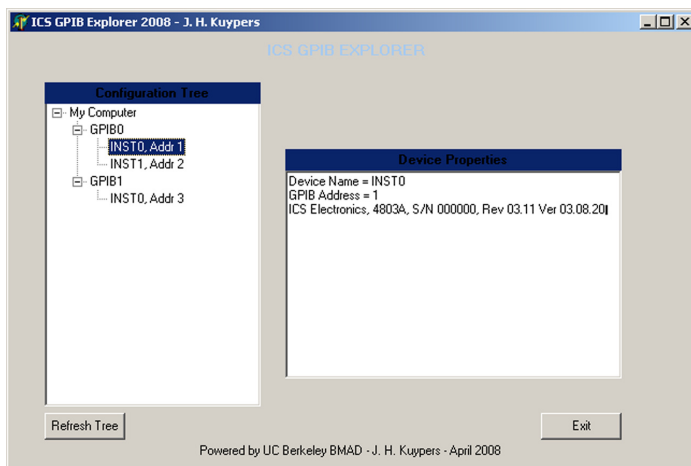 ICS GPIB Explorer 2008 - J. H. Kuypers
ICS GPIB EXPLORER
Configuration Tree
My Computer
GPIB0
INST0, Addr 1
INST1, Addr 2
GPIB1
INST0, Addr 3
Device Properties
Device Name = INST0
GPIB Address = 1
ICS Electronics, 4803A, S/N 000000, Rev 03.11 Ver 03.08.20
Refresh Tree
Exit
Powered by UC Berkeley BMAD - J. H. Kuypers - April 2008